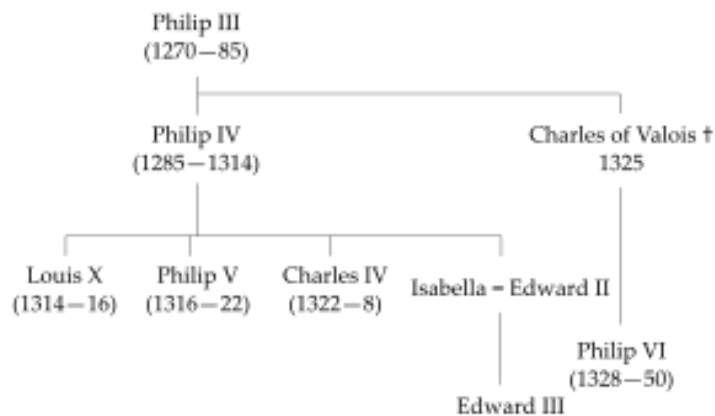 Philip III
(1270—85)
Philip IV
(1285—1314)
Charles of Valois †
1325
Louis X
(1314—16)
Philip V
(1316—22)
Charles IV
(1322—8)
Isabella = Edward II
Philip VI
(1328—50)
Edward III